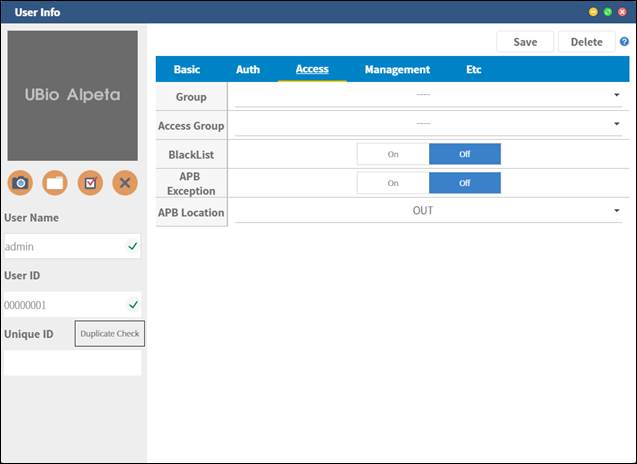 User Info
Save Delete ?
UBio Alpeta
Basic Auth Access Management Etc
Group ----
Access Group ----
BlackList On Off
APB Exception On Off
APB Location OUT
User Name
admin
User ID
00000001
Unique ID Duplicate Check